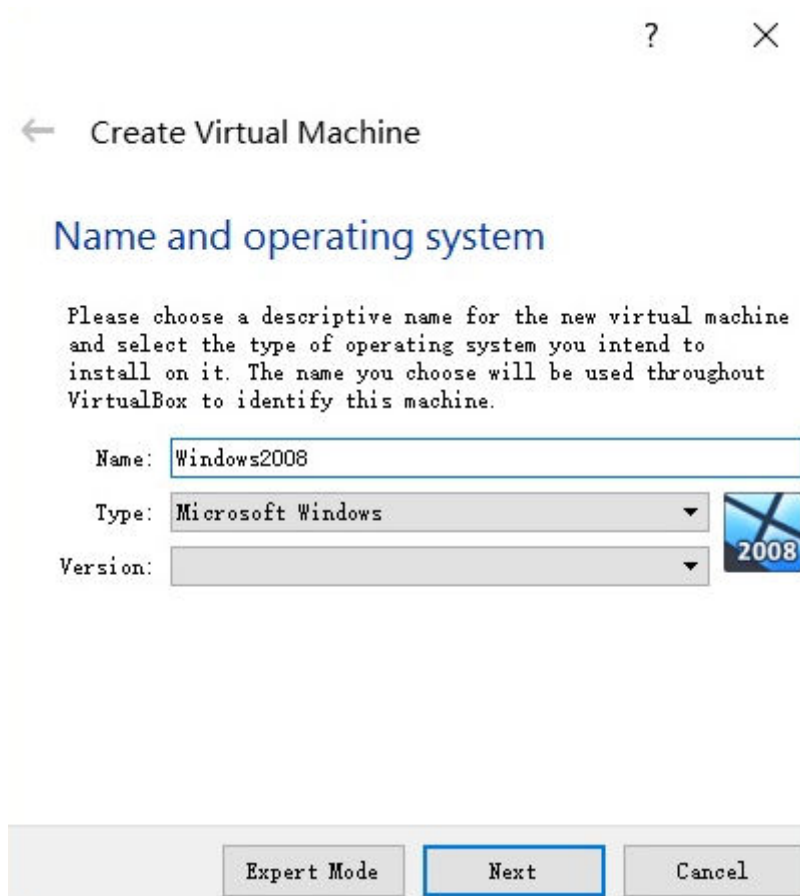 ?
Create Virtual Machine
Name and operating system
Please choose a descriptive name for the new virtual machine
and select the type of operating system you intend to
install on it. The name you choose will be used throughout
VirtualBox to identify this machine.
Name: Windows2008
Type: Microsoft Windows
2008
Version:
Expert Mode Next Cancel